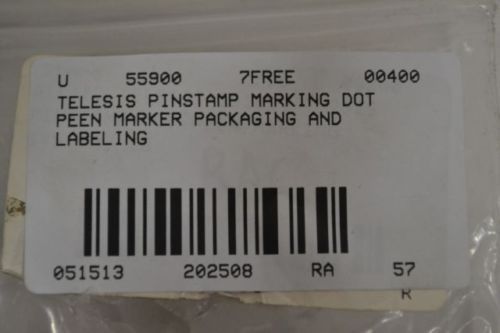 U 55900 7FREE 00400
TELESIS PINSTAMP MARKING DOT
PEEN MARKER PACKAGING AND
LABELING
051513 202508 RA 57
R